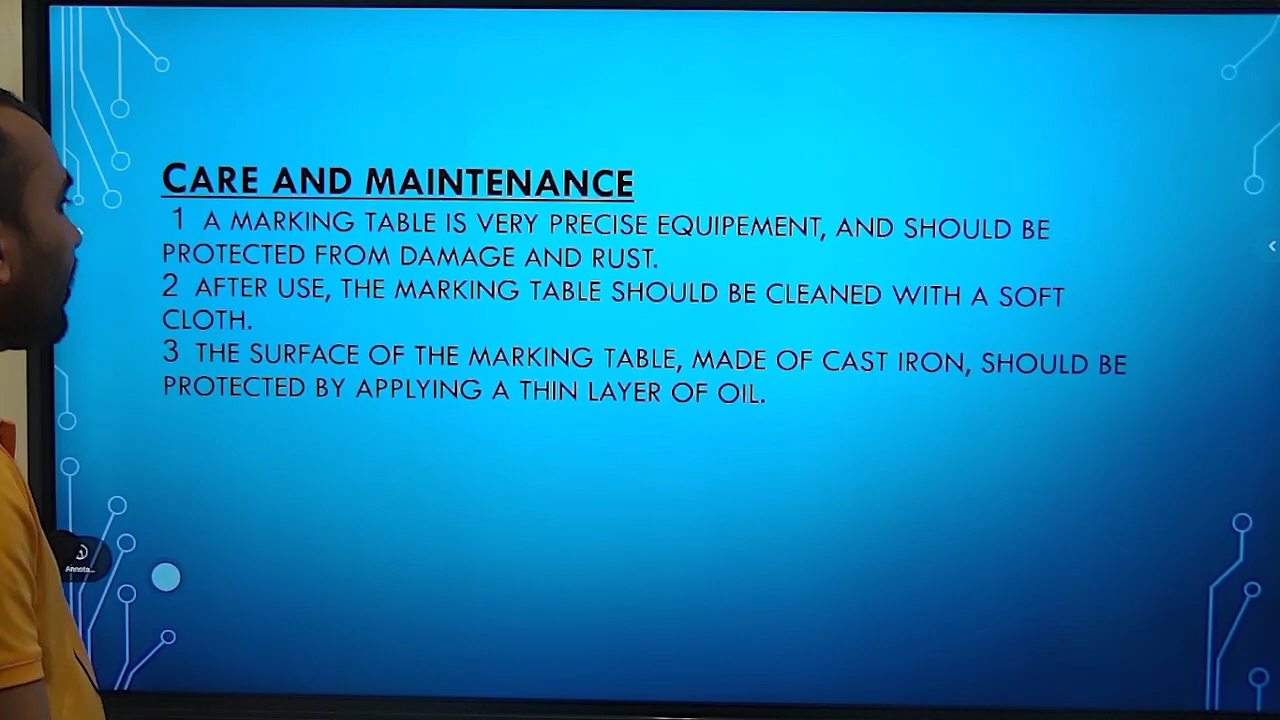 CARE AND MAINTENANCE
1 A MARKING TABLE IS VERY PRECISE EQUIPEMENT, AND SHOULD BE
PROTECTED FROM DAMAGE AND RUST.
2 AFTER USE, THE MARKING TABLE SHOULD BE CLEANED WITH A SOFT
CLOTH.
3 THE SURFACE OF THE MARKING TABLE, MADE OF CAST IRON, SHOULD BE
PROTECTED BY APPLYING A THIN LAYER OF OIL.
Annota...